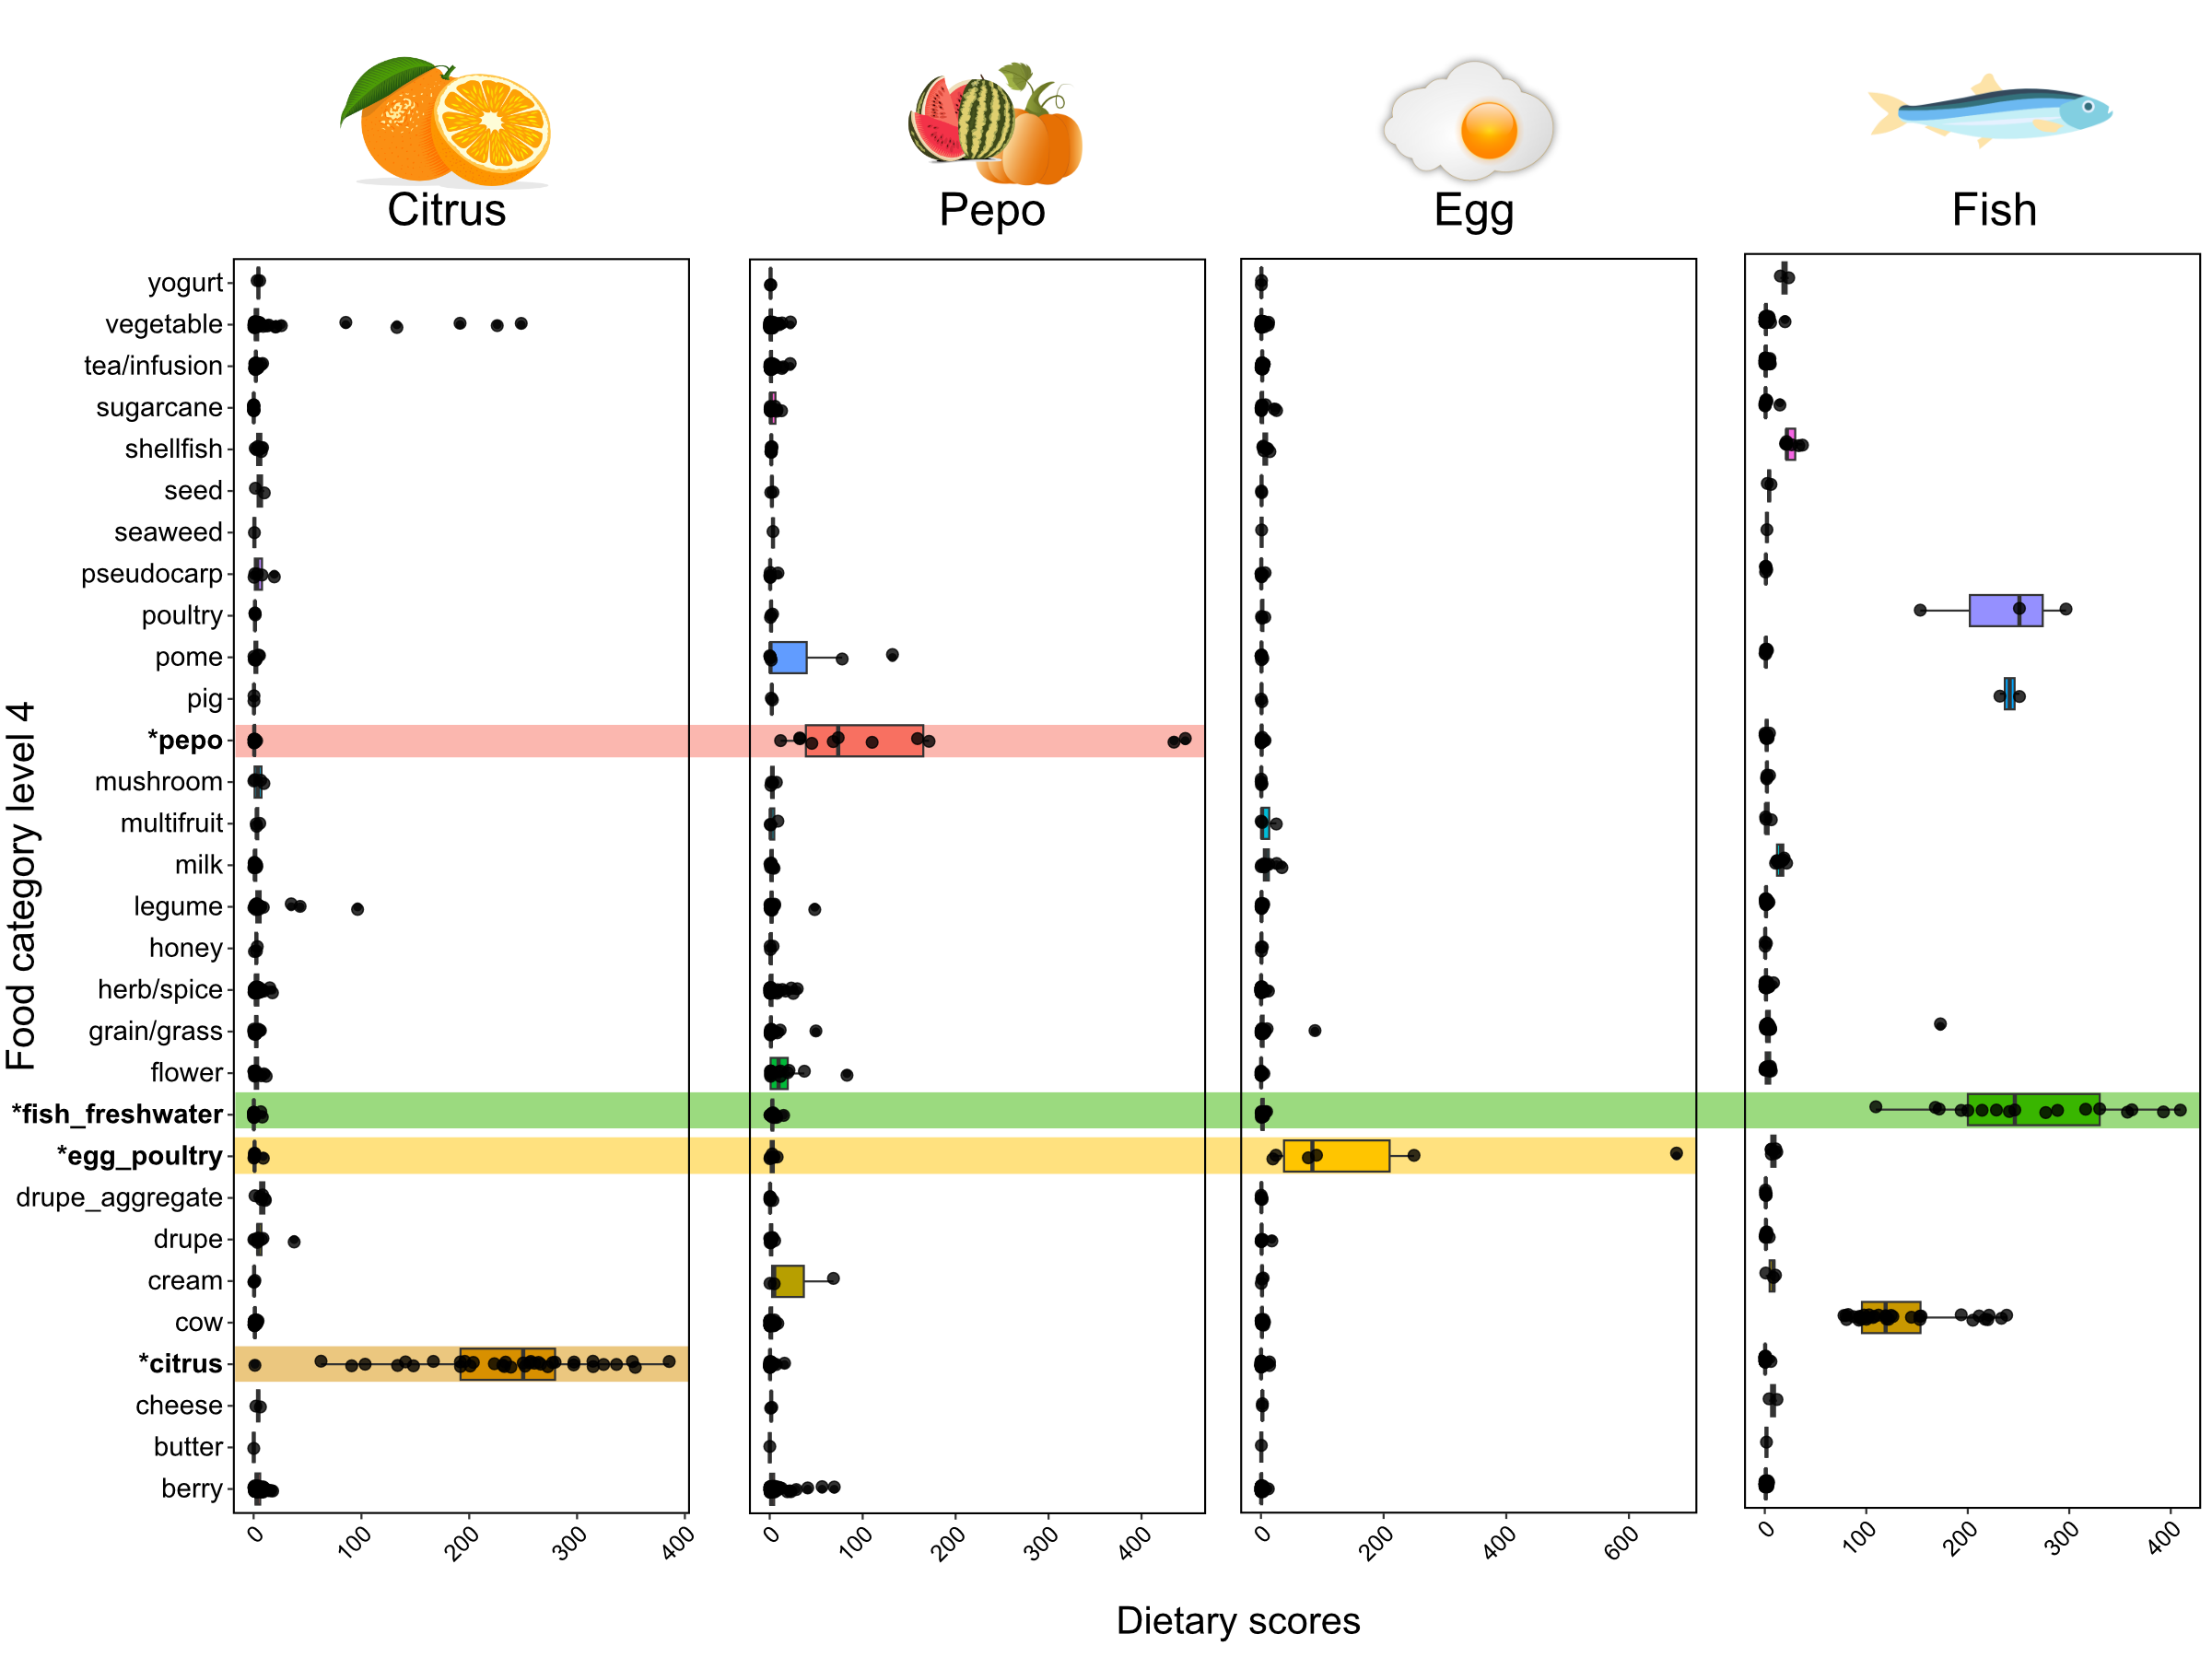 Citrus Pepo Egg Fish
Food category level 4
yogurt
vegetable
tea/infusion
sugarcane
shellfish
seed
seaweed
pseudocarp
poultry
pome
pig
*pepo
mushroom
multifruit
milk
legume
honey
herb/spice
grain/grass
flower
*fish_freshwater
*egg_poultry
drupe_aggregate
drupe
cream
cow
*citrus
cheese
butter
berry
0 100 200 300 400 0 100 200 300 400 0 200 400 600 0 100 200 300 400
Dietary scores